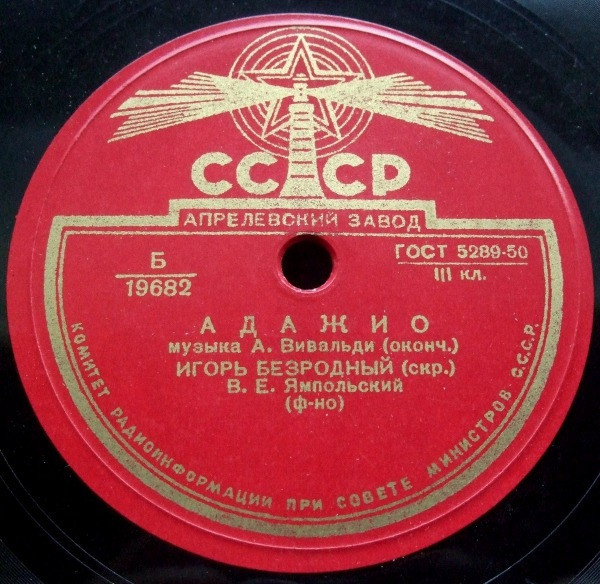 СССР
АПРЕЛЕВСКИЙ ЗАВОД
Б
19682
ГОСТ 5289-50
III кл.
АДАЖИО
музыка А. Вивальди (оконч.)
ИГОРЬ БЕЗРОДНЫЙ (скр.)
В. Е. Ямпольский
(ф-но)
КОМИТЕТ РАДИОИНФОРМАЦИИ ПРИ СОВЕТЕ МИНИСТРОВ С.С.С.Р.